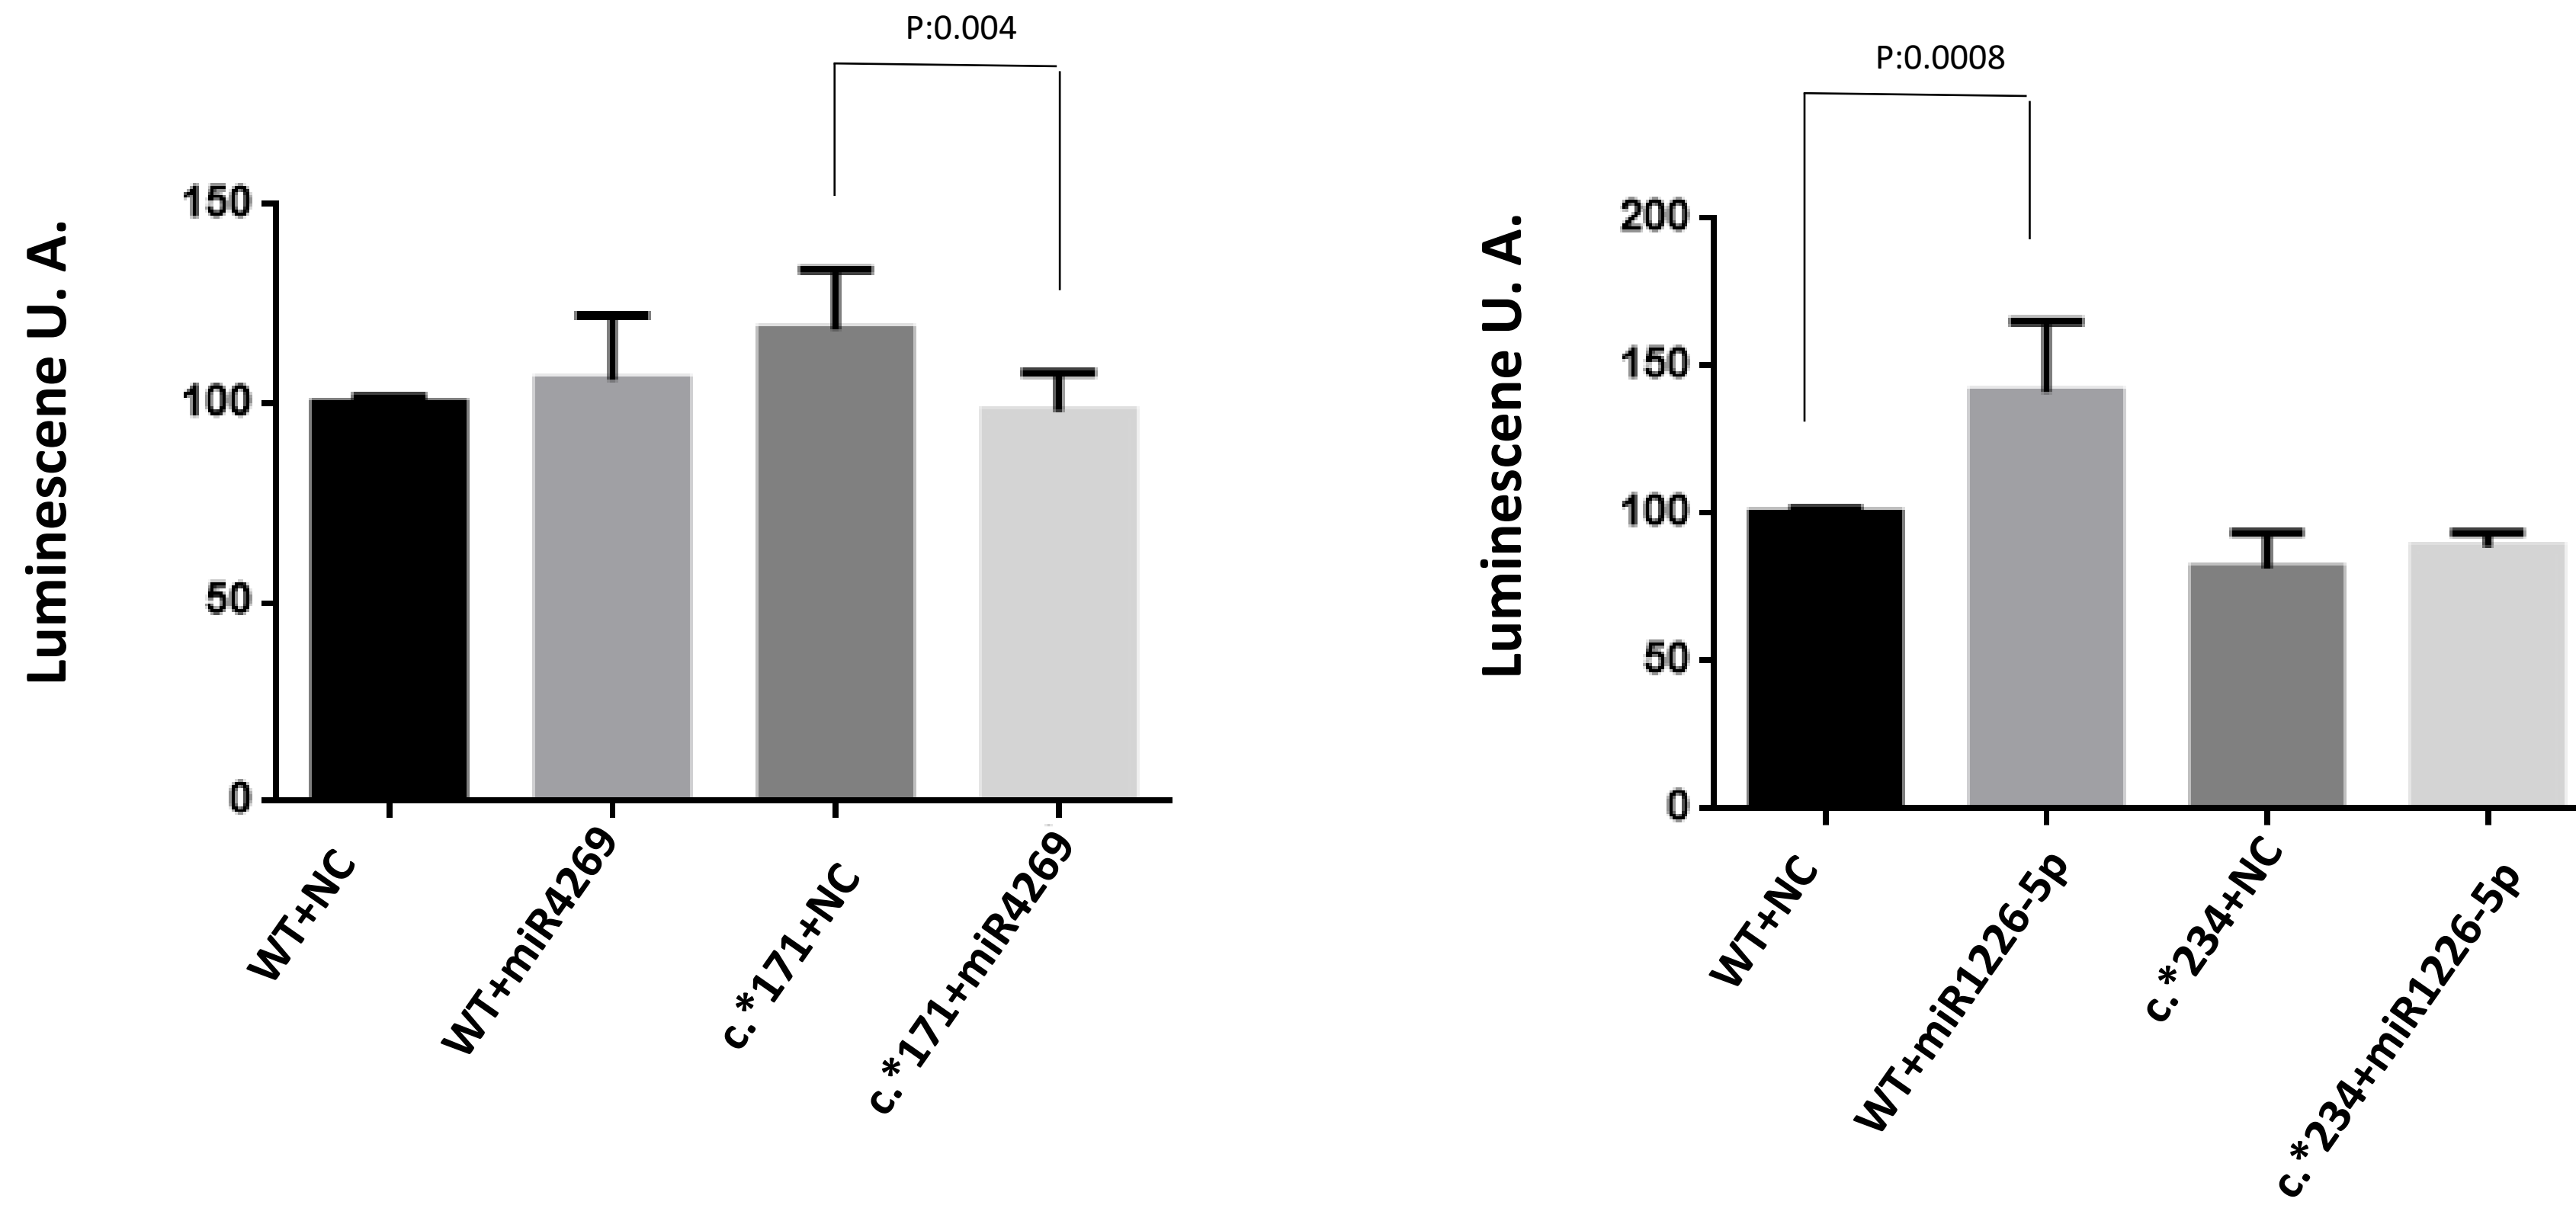 P:0.004
Luminescene U. A.
150
100
50
0
WT+NC
WT+miR4269
c.*171+NC
c.*171+miR4269
P:0.0008
Luminescene U. A.
200
150
100
50
0
WT+NC
WT+miR1226-5p
c.*234+NC
c.*234+miR1226-5p